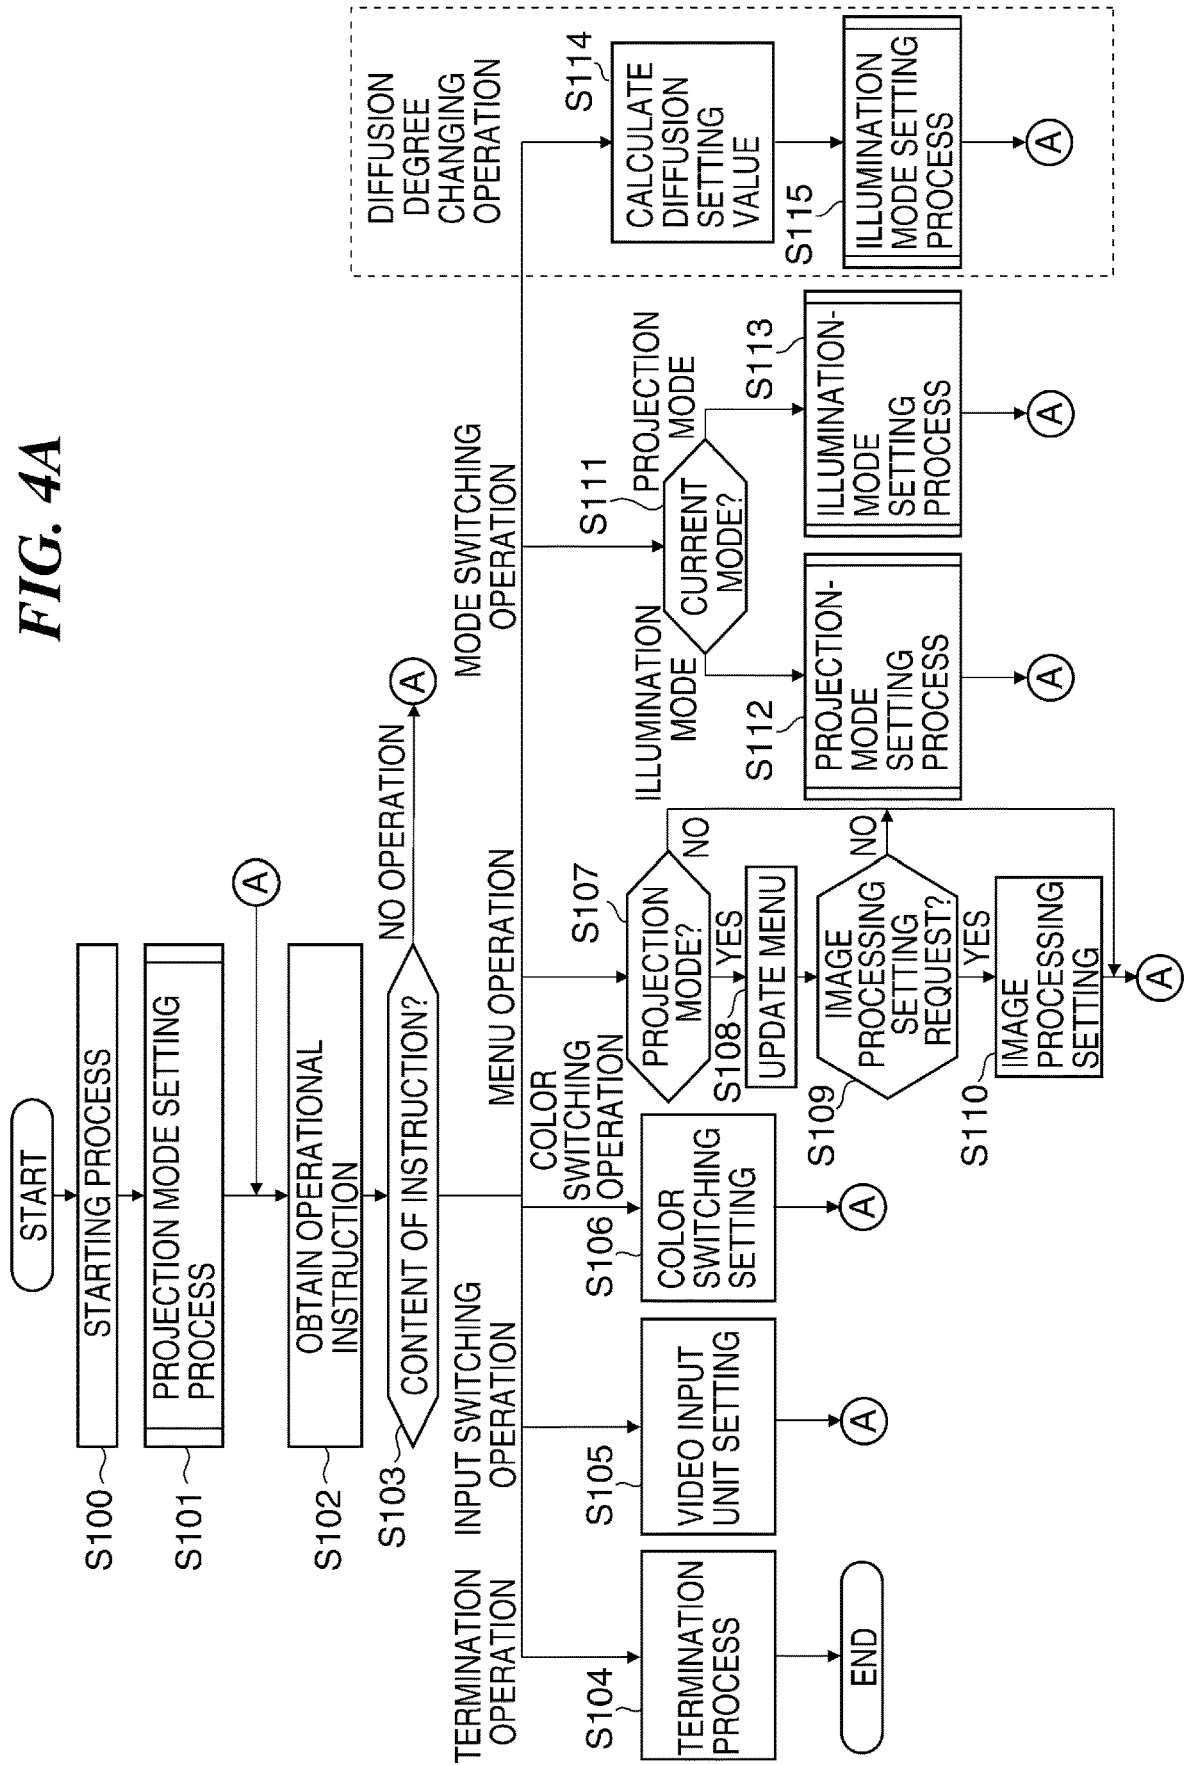 FIG. 4A
START
S100
STARTING PROCESS
S101
PROJECTION MODE SETTING
PROCESS
A
S102
OBTAIN OPERATIONAL
INSTRUCTION
S103
CONTENT OF INSTRUCTION?
NO OPERATION
A
TERMINATION
OPERATION
S104
TERMINATION
PROCESS
END
INPUT SWITCHING
OPERATION
S105
VIDEO INPUT
UNIT SETTING
A
COLOR
SWITCHING
OPERATION
S106
COLOR
SWITCHING
SETTING
A
MENU OPERATION
S107
PROJECTION
MODE?
NO
YES
S108
UPDATE MENU
S109
IMAGE
PROCESSING
SETTING
REQUEST?
NO
YES
S110
IMAGE
PROCESSING
SETTING
A
MODE SWITCHING
OPERATION
S111
CURRENT
MODE?
ILLUMINATION
MODE
PROJECTION
MODE
S112
PROJECTION-
MODE
SETTING
PROCESS
A
S113
ILLUMINATION-
MODE
SETTING
PROCESS
A
DIFFUSION
DEGREE
CHANGING
OPERATION
S114
CALCULATE
DIFFUSION
SETTING
VALUE
S115
ILLUMINATION
MODE SETTING
PROCESS
A